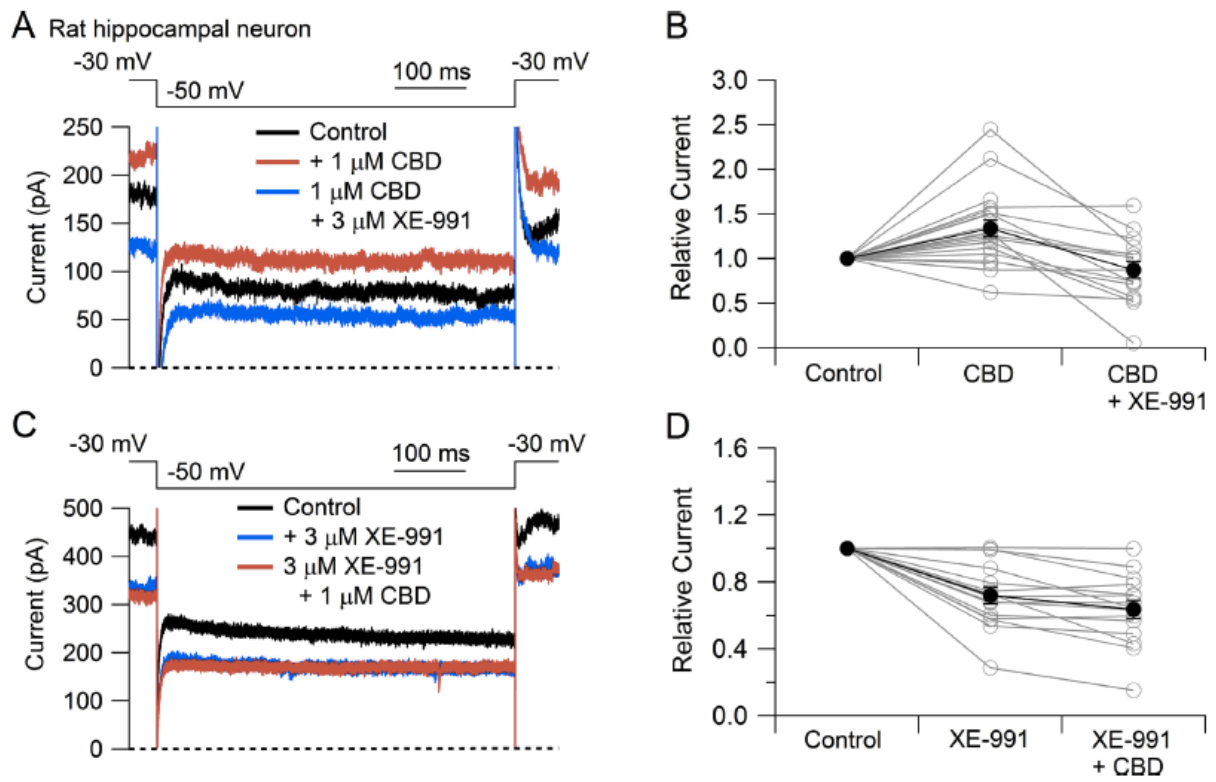 A Rat hippocampal neuron
-30 mV
-50 mV
100 ms
-30 mV
Control
+ 1 μM CBD
1 μM CBD
+ 3 μM XE-991
Current (pA)
250
200
150
100
50
0
B
Relative Current
3.0
2.5
2.0
1.5
1.0
0.5
0.0
Control
CBD
CBD
+ XE-991
C
-30 mV
-50 mV
100 ms
-30 mV
Control
+ 3 μM XE-991
3 μM XE-991
+ 1 μM CBD
Current (pA)
500
400
300
200
100
0
D
Relative Current
1.6
1.2
0.8
0.4
0.0
Control
XE-991
XE-991
+ CBD